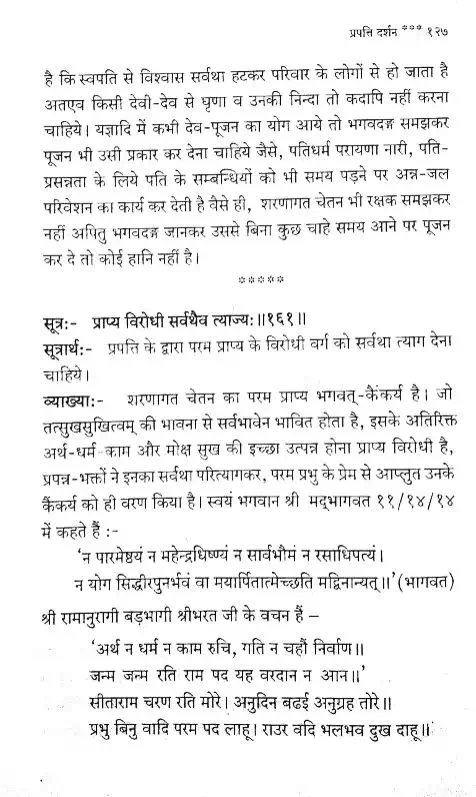 प्रपत्ति दर्शन *** १२७
है कि स्वपति से विश्वास सर्वथा हटकर परिवार के लोगों से हो जाता है
अतएव किसी देवी-देव से घृणा व उनकी निन्दा तो कदापि नहीं करना
चाहिये। यज्ञादि में कभी देव-पूजन का योग आये तो भगवदङ्ग समझकर
पूजन भी उसी प्रकार कर देना चाहिये जैसे, पतिधर्म परायणा नारी, पति-
प्रसन्नता के लिये पति के सम्बन्धियों को भी समय पड़ने पर अन्न-जल
परिवेशन का कार्य कर देती है वैसे ही, शरणागत चेतन भी रक्षक समझकर
नहीं अपितु भगवदङ्ग जानकर उससे बिना कुछ चाहे समय आने पर पूजन
कर दे तो कोई हानि नहीं है।
*****
सूत्र:- प्राप्य विरोधी सर्वथैव त्याज्यः॥१६१॥
सूत्रार्थ:- प्रपत्ति के द्वारा परम प्राप्य के विरोधी वर्ग को सर्वथा त्याग देना
चाहिये।
व्याख्या:- शरणागत चेतन का परम प्राप्य भगवत्-कैंकर्य है। जो
तत्सुखसुखित्वम् की भावना से सर्वभावेन भावित होता है, इसके अतिरिक्त
अर्थ-धर्म-काम और मोक्ष सुख की इच्छा उत्पन्न होना प्राप्य विरोधी है,
प्रपन्न-भक्तों ने इनका सर्वथा परित्यागकर, परम प्रभु के प्रेम से आप्लुत उनके
कैंकर्य को ही वरण किया है। स्वयं भगवान श्री मद्भागवत ११/१४/१४
में कहते हैं :-
'न पारमेष्ठयं न महेन्द्रधिष्ण्यं न सार्वभौमं न रसाधिपत्यं।
न योग सिद्धीरपुनर्भवं वा मयार्पितात्मेच्छति मद्विनान्यत्॥' (भागवत)
श्री रामानुरागी बड़भागी श्रीभरत जी के वचन हैं –
'अर्थ न धर्म न काम रुचि, गति न चहौं निर्वाण॥
जन्म जन्म रति राम पद यह वरदान न आन॥'
सीताराम चरण रति मोरे। अनुदिन बढइ अनुग्रह तोरे॥
प्रभु बिनु वादि परम पद लाहू। राउर वदि भलभव दुख दाहू॥